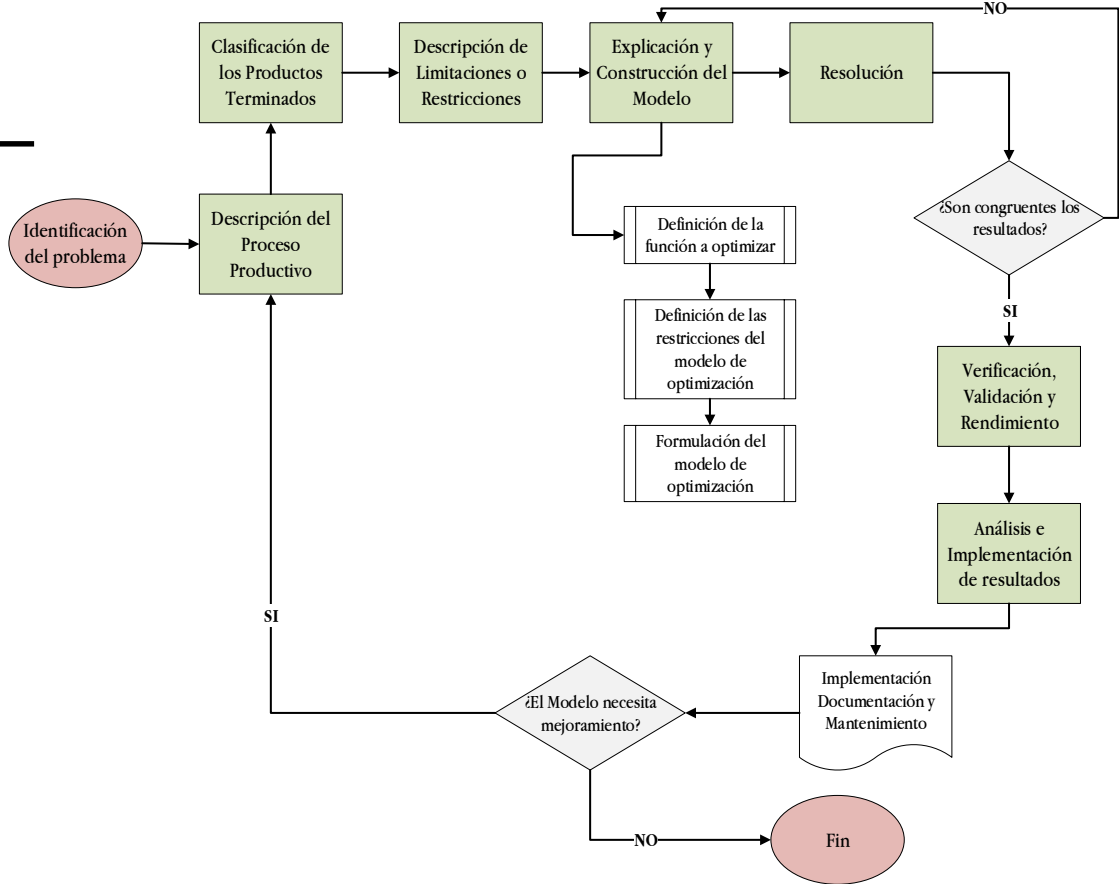 NO
Clasificación de
los Productos
Terminados
Descripción de
Limitaciones o
Restricciones
Explicación y
Construcción del
Modelo
Resolución
Identificación
del problema
Descripción del
Proceso
Productivo
Definición de la
función a optimizar
¿Son congruentes los
resultados?
SI
Definición de las
restricciones del
modelo de
optimización
Verificación,
Validación y
Rendimiento
Formulación del
modelo de
optimización
Análisis e
Implementación
de resultados
SI
¿El Modelo necesita
mejoramiento?
Implementación
Documentación y
Mantenimiento
NO
Fin